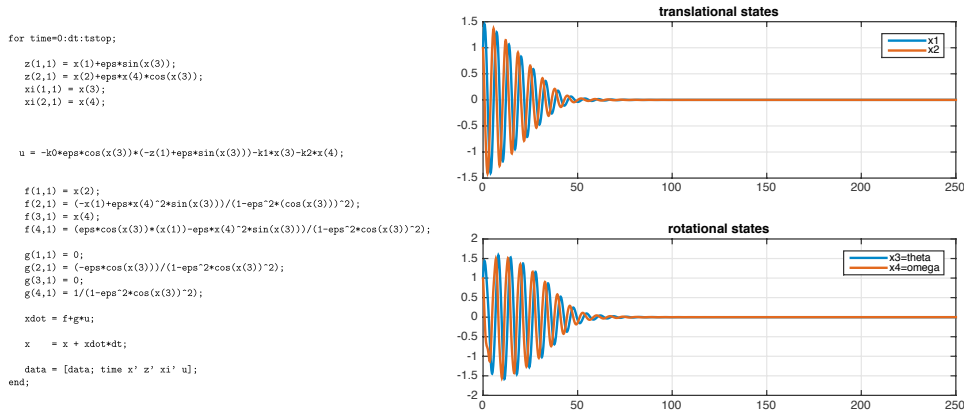 for time=0:dt:tstop;
z(1,1) = x(1)+eps*sin(x(3));
z(2,1) = x(2)+eps*x(4)*cos(x(3));
xi(1,1) = x(3);
xi(2,1) = x(4);
u = -k0*eps*cos(x(3))*(-z(1)+eps*sin(x(3)))-k1*x(3)-k2*x(4);
f(1,1) = x(2);
f(2,1) = (-x(1)+eps*x(4)^2*sin(x(3)))/(1-eps^2*(cos(x(3)))^2);
f(3,1) = x(4);
f(4,1) = (eps*cos(x(3))*(x(1))-eps*x(4)^2*sin(x(3)))/(1-eps^2*cos(x(3))^2);
g(1,1) = 0;
g(2,1) = (-eps*cos(x(3)))/(1-eps^2*cos(x(3))^2);
g(3,1) = 0;
g(4,1) = 1/(1-eps^2*cos(x(3))^2);
xdot = f+g*u;
x = x + xdot*dt;
data = [data; time x' z' xi' u];
end;
translational states
1.5
1
0.5
0
-0.5
-1
-1.5
0 50 100 150 200 250
x1
x2
rotational states
2
1.5
1
0.5
0
-0.5
-1
-1.5
-2
0 50 100 150 200 250
x3=theta
x4=omega